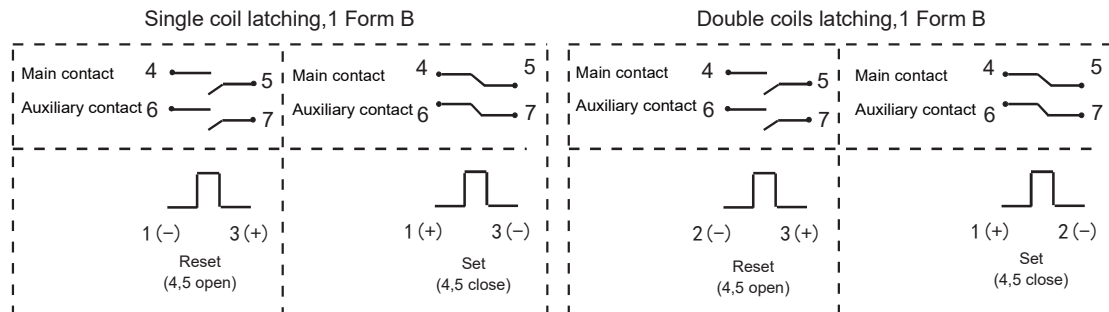 Single coil latching,1 Form B
Double coils latching,1 Form B
Main contact 4 5
Auxiliary contact 6 7
Main contact 4 5
Auxiliary contact 6 7
Main contact 4 5
Auxiliary contact 6 7
Main contact 4 5
Auxiliary contact 6 7
1(−) 3(+)
Reset
(4,5 open)
1(+) 3(−)
Set
(4,5 close)
2(−) 3(+)
Reset
(4,5 open)
1(+) 2(−)
Set
(4,5 close)